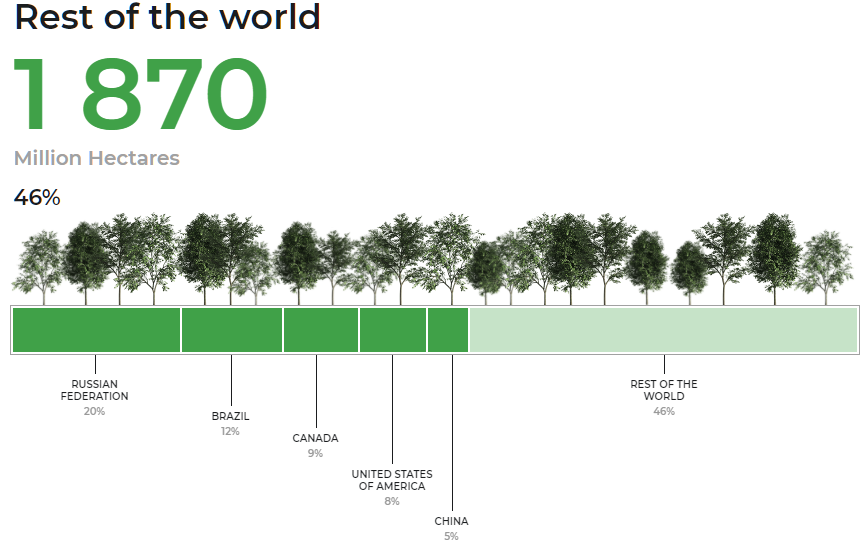 Rest of the world
1 870
Million Hectares
46%
RUSSIAN
FEDERATION
20%
BRAZIL
12%
CANADA
9%
UNITED STATES
OF AMERICA
8%
CHINA
5%
REST OF THE
WORLD
46%